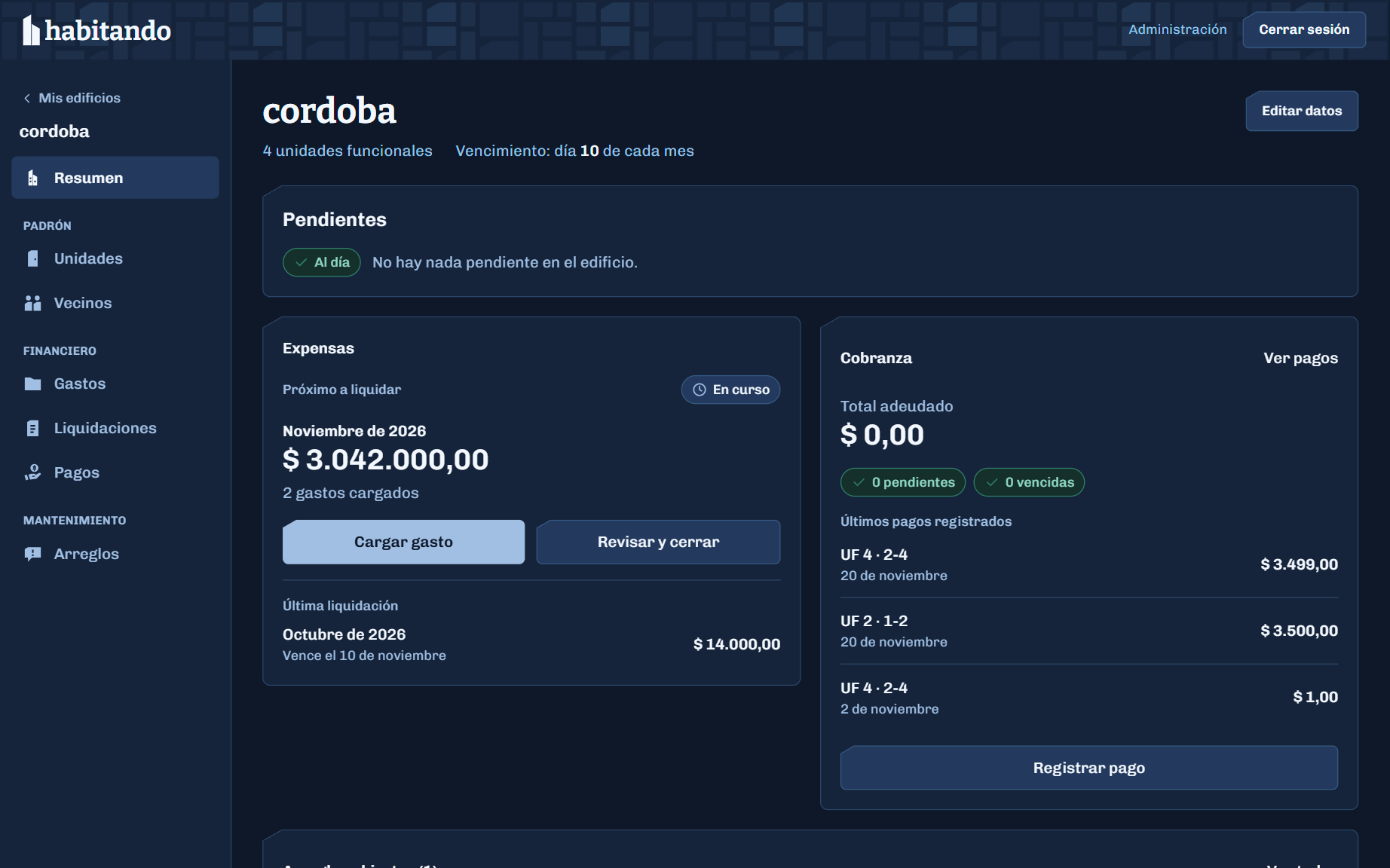 habitando
Administración
Cerrar sesión
Mis edificios
cordoba
Resumen
PADRÓN
Unidades
Vecinos
FINANCIERO
Gastos
Liquidaciones
Pagos
MANTENIMIENTO
Arreglos
cordoba
Editar datos
4 unidades funcionales Vencimiento: día 10 de cada mes
Pendientes
Al día No hay nada pendiente en el edificio.
Expensas
Próximo a liquidar En curso
Noviembre de 2026
$ 3.042.000,00
2 gastos cargados
Cargar gasto Revisar y cerrar
Última liquidación
Octubre de 2026
Vence el 10 de noviembre
$ 14.000,00
Cobranza Ver pagos
Total adeudado
$ 0,00
0 pendientes 0 vencidas
Últimos pagos registrados
UF 4 · 2-4
20 de noviembre
$ 3.499,00
UF 2 · 1-2
20 de noviembre
$ 3.500,00
UF 4 · 2-4
2 de noviembre
$ 1,00
Registrar pago